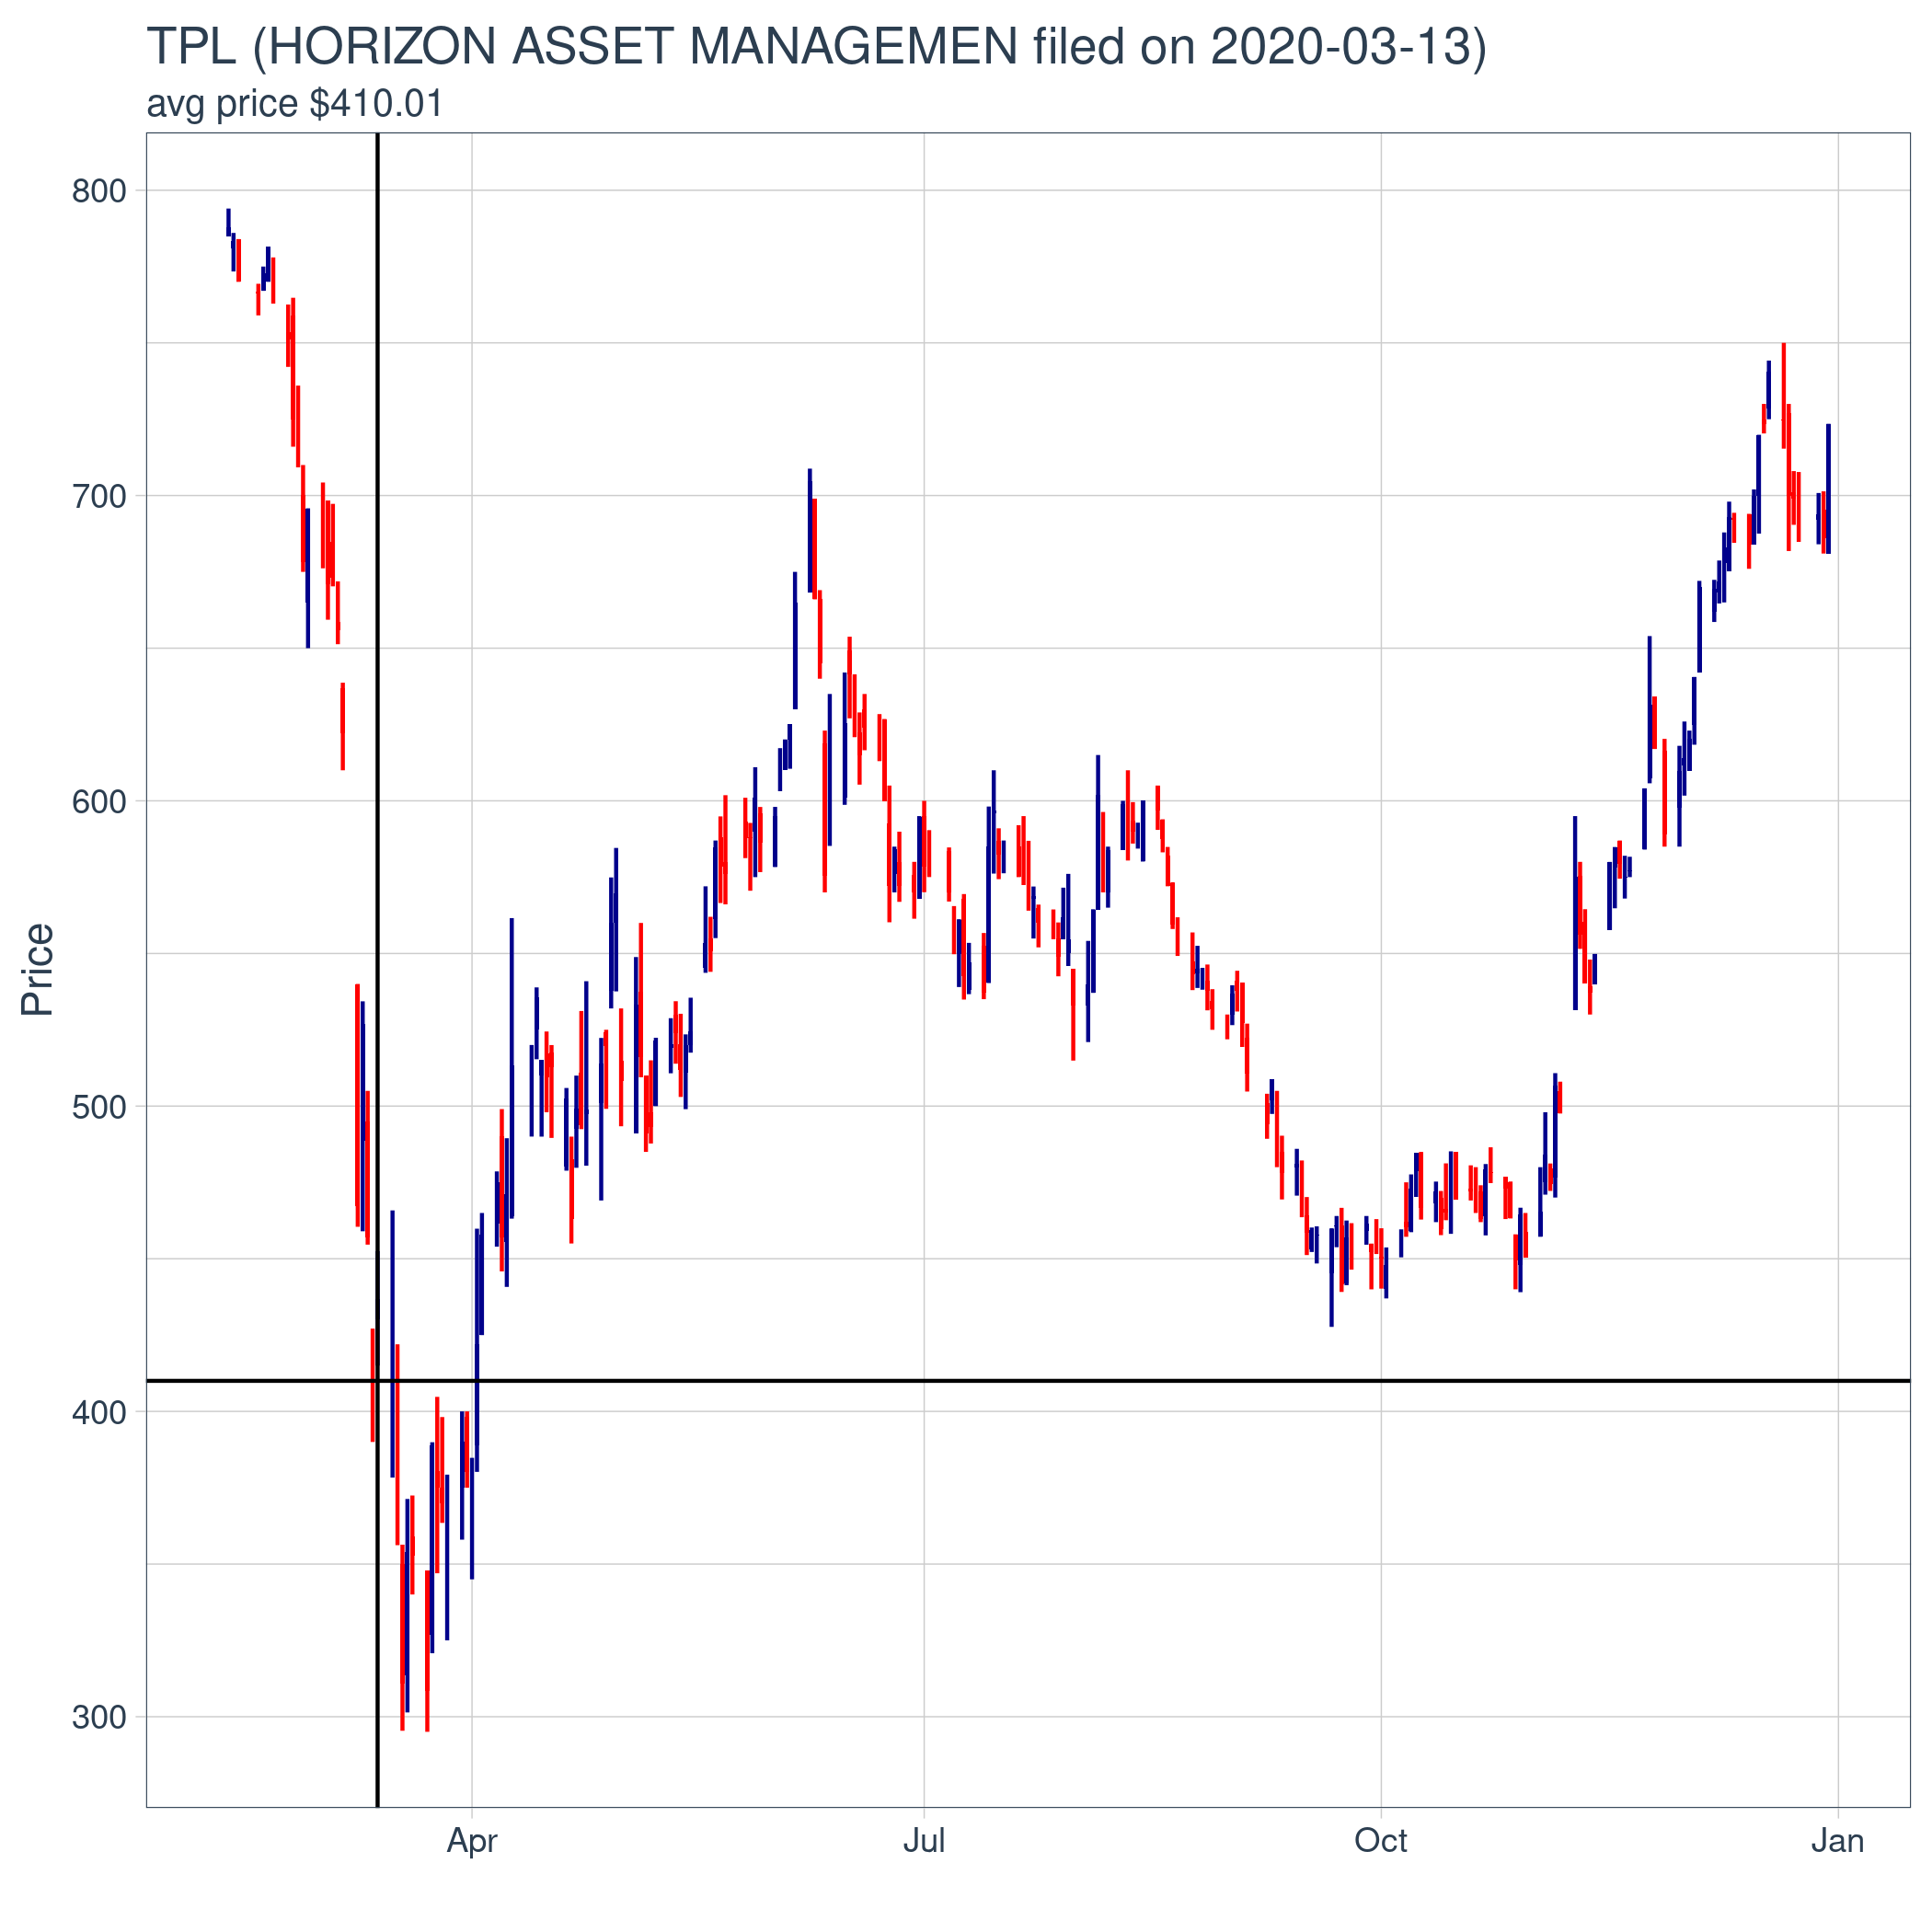 TPL (HORIZON ASSET MANAGEMEN filed on 2020-03-13)
avg price $410.01
800
700
600
500
400
300
Price
Apr Jul Oct Jan